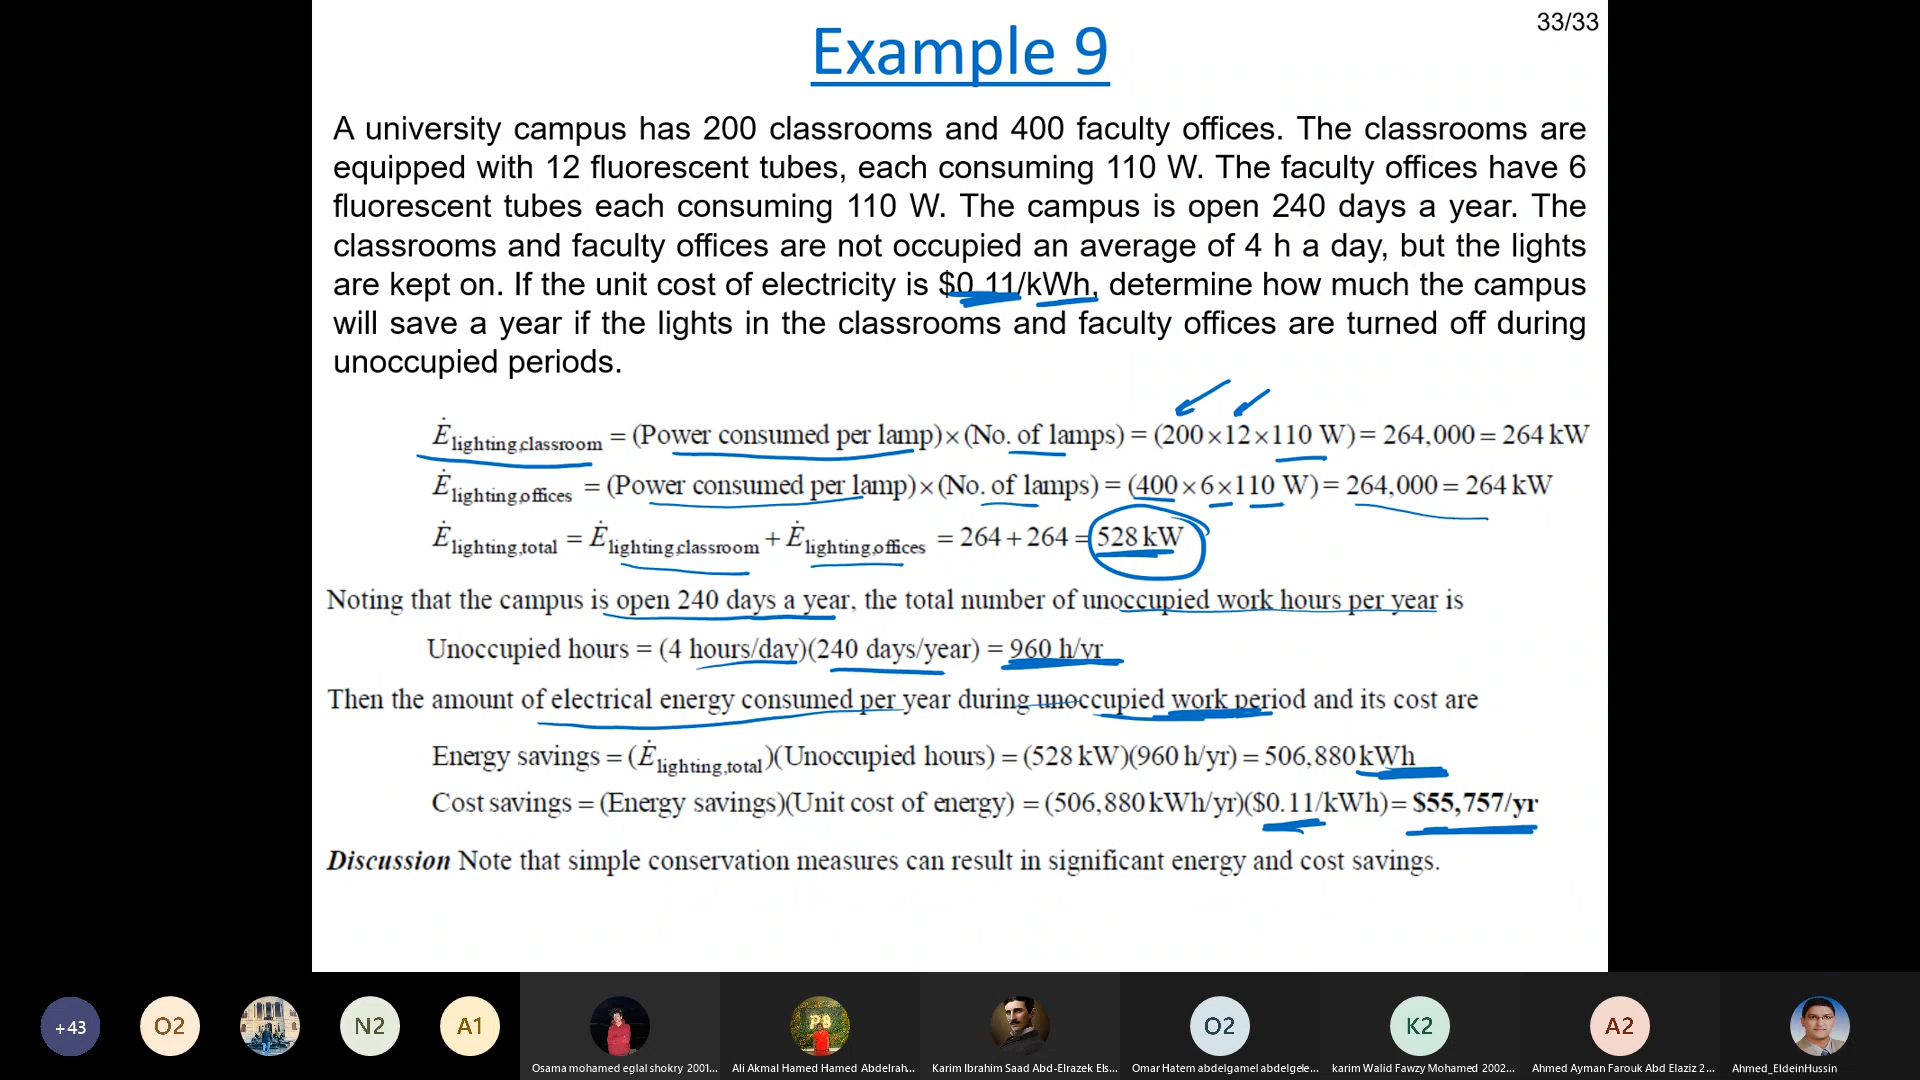 33/33
Example 9
A university campus has 200 classrooms and 400 faculty offices. The classrooms are
equipped with 12 fluorescent tubes, each consuming 110 W. The faculty offices have 6
fluorescent tubes each consuming 110 W. The campus is open 240 days a year. The
classrooms and faculty offices are not occupied an average of 4 h a day, but the lights
are kept on. If the unit cost of electricity is $0.11/kWh, determine how much the campus
will save a year if the lights in the classrooms and faculty offices are turned off during
unoccupied periods.
Ė lighting,classroom = (Power consumed per lamp)×(No. of lamps) = (200×12×110 W) = 264,000 = 264 kW
Ė lighting,offices = (Power consumed per lamp)×(No. of lamps) = (400×6×110 W) = 264,000 = 264 kW
Ė lighting,total = Ė lighting,classroom + Ė lighting,offices = 264 + 264 = 528 kW
Noting that the campus is open 240 days a year, the total number of unoccupied work hours per year is
Unoccupied hours = (4 hours/day)(240 days/year) = 960 h/yr
Then the amount of electrical energy consumed per year during unoccupied work period and its cost are
Energy savings = (Ė lighting,total)(Unoccupied hours) = (528 kW)(960 h/yr) = 506,880 kWh
Cost savings = (Energy savings)(Unit cost of energy) = (506,880 kWh/yr)($0.11/kWh) = $55,757/yr
Discussion Note that simple conservation measures can result in significant energy and cost savings.
+43
O2
N2
A1
P8
O2
K2
A2
Osama mohamed eglal shokry 2001...
Ali Akmal Hamed Hamed Abdelrah...
Karim Ibrahim Saad Abd-Elrazek Els...
Omar Hatem abdelgamel abdelgele...
karim Walid Fawzy Mohamed 2002...
Ahmed Ayman Farouk Abd Elaziz 2...
Ahmed_EldeinHussin